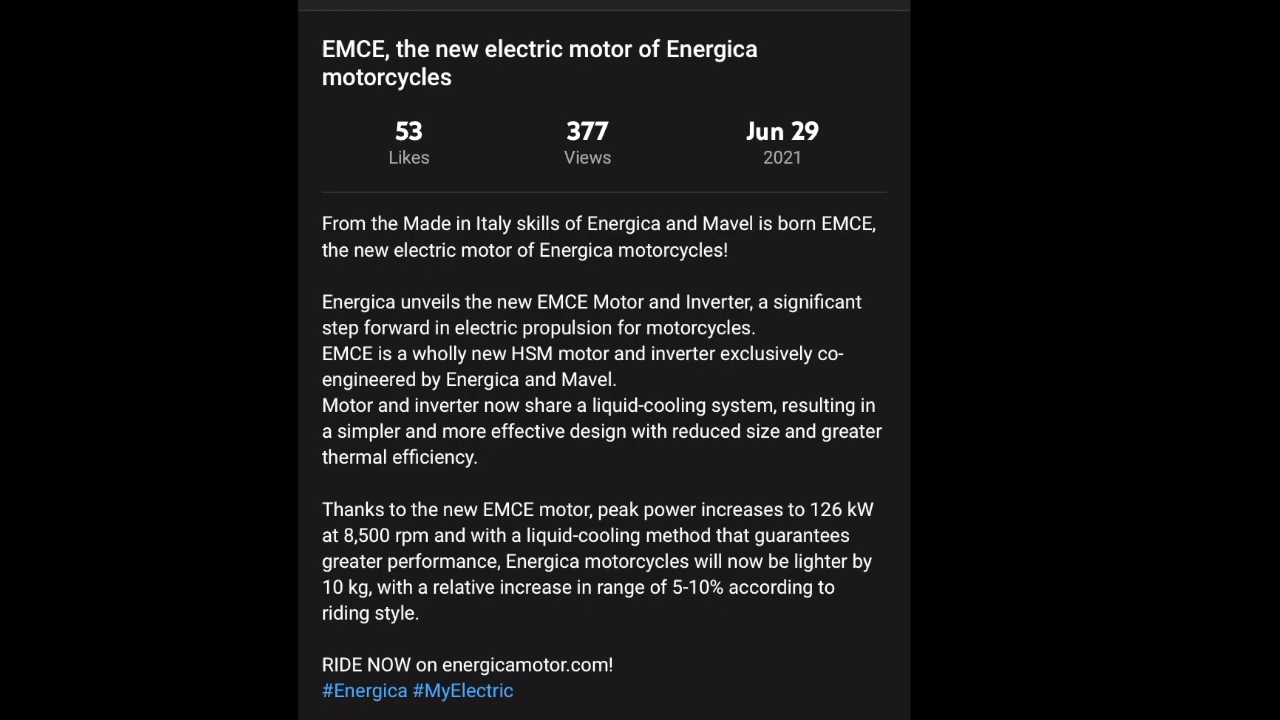 EMCE, the new electric motor of Energica
motorcycles
53
Likes
377
Views
Jun 29
2021
From the Made in Italy skills of Energica and Mavel is born EMCE,
the new electric motor of Energica motorcycles!
Energica unveils the new EMCE Motor and Inverter, a significant
step forward in electric propulsion for motorcycles.
EMCE is a wholly new HSM motor and inverter exclusively co-
engineered by Energica and Mavel.
Motor and inverter now share a liquid-cooling system, resulting in
a simpler and more effective design with reduced size and greater
thermal efficiency.
Thanks to the new EMCE motor, peak power increases to 126 kW
at 8,500 rpm and with a liquid-cooling method that guarantees
greater performance, Energica motorcycles will now be lighter by
10 kg, with a relative increase in range of 5-10% according to
riding style.
RIDE NOW on energicamotor.com!
#Energica #MyElectric